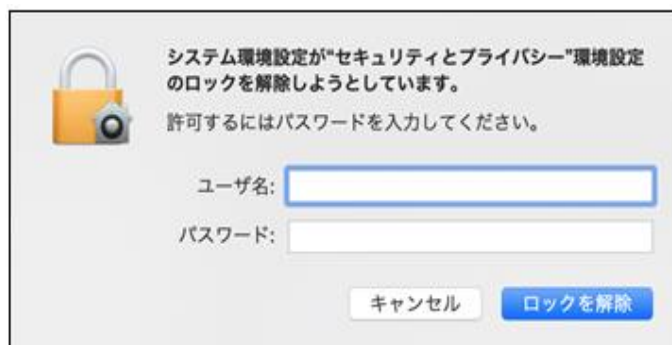 システム環境設定が“セキュリティとプライバシー”環境設定
のロックを解除しようとしています。
許可するにはパスワードを入力してください。
ユーザ名:
パスワード:
キャンセル ロックを解除